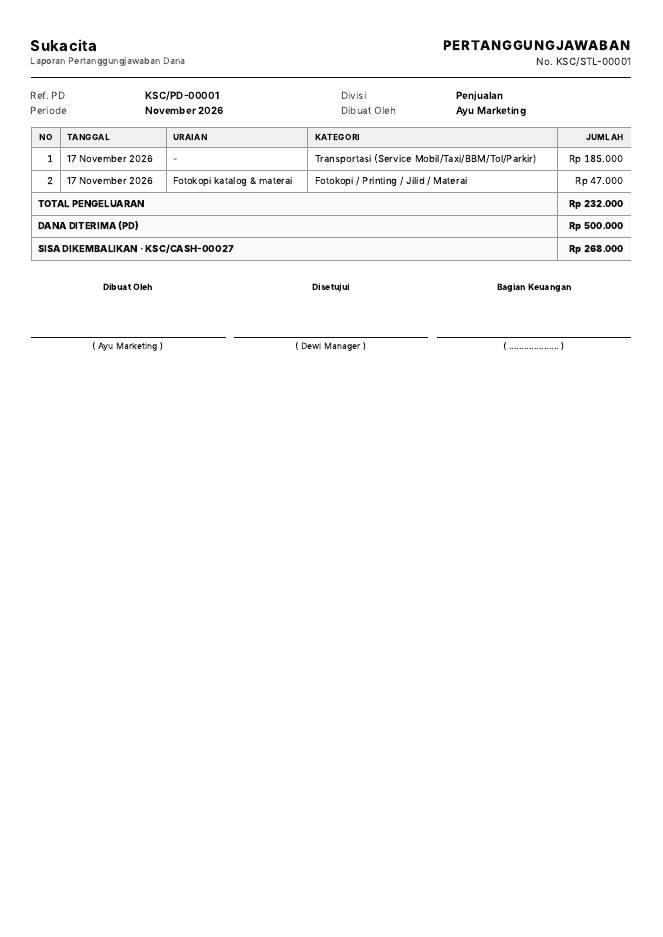 Sukacita
PERTANGGUNGJAWABAN
Laporan Pertanggungjawaban Dana
No. KSC/STL-00001
Ref. PD KSC/PD-00001 Divisi Penjualan
Periode November 2026 Dibuat Oleh Ayu Marketing
NO TANGGAL URAIAN KATEGORI JUMLAH
1 17 November 2026 - Transportasi (Service Mobil/Taxi/BBM/Tol/Parkir) Rp 185.000
2 17 November 2026 Fotokopi katalog & materai Fotokopi / Printing / Jilid / Materai Rp 47.000
TOTAL PENGELUARAN Rp 232.000
DANA DITERIMA (PD) Rp 500.000
SISA DIKEMBALIKAN · KSC/CASH-00027 Rp 268.000
Dibuat Oleh Disetujui Bagian Keuangan
( Ayu Marketing ) ( Dewi Manager ) ( .................... )